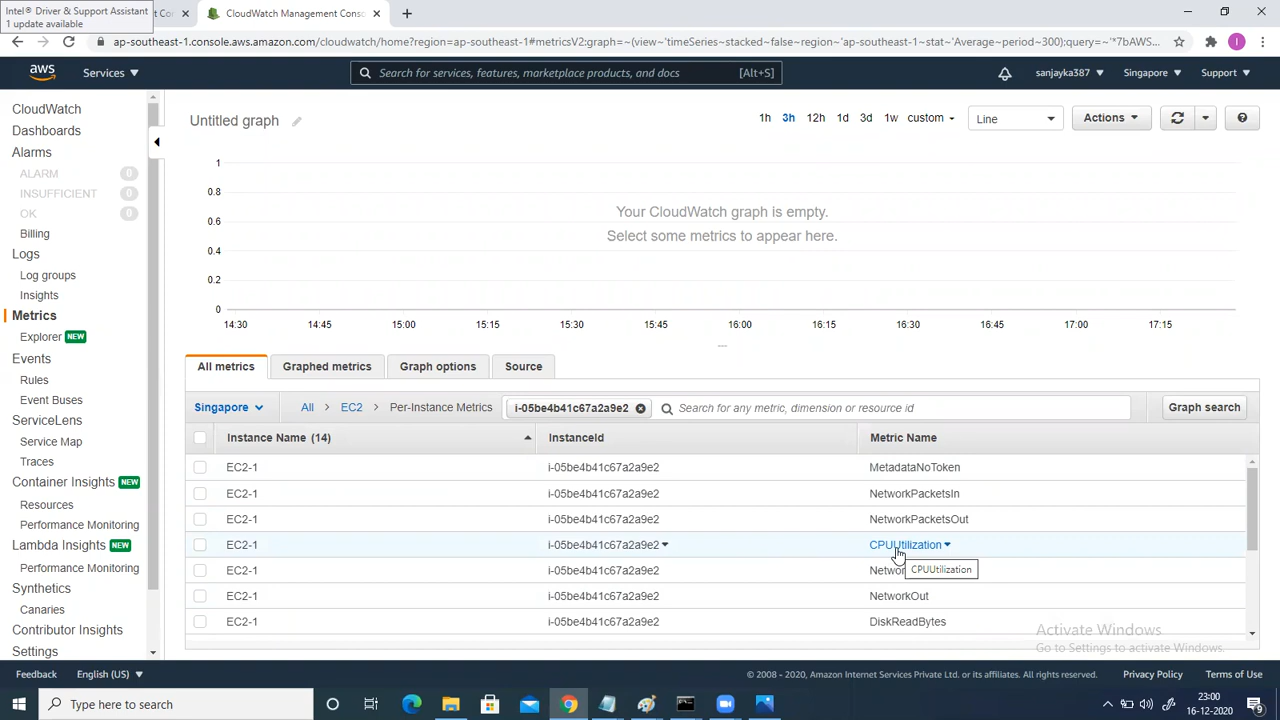 Intel® Driver & Support Assistant
1 update available
CloudWatch Management Conso
ap-southeast-1.console.aws.amazon.com/cloudwatch/home?region=ap-southeast-1#metricsV2:graph=~(view~'timeSeries~stacked~false~region~'ap-southeast-1~stat~'Average~period~300);query=~'*7bAWS...
I
aws
Services
Search for services, features, marketplace products, and docs
[Alt+S]
sanjayka387
Singapore
Support
CloudWatch
Dashboards
Alarms
ALARM 0
INSUFFICIENT 0
OK 0
Billing
Logs
Log groups
Insights
Metrics
Explorer NEW
Events
Rules
Event Buses
ServiceLens
Service Map
Traces
Container Insights NEW
Resources
Performance Monitoring
Lambda Insights NEW
Performance Monitoring
Synthetics
Canaries
Contributor Insights
Settings
Untitled graph
1h 3h 12h 1d 3d 1w custom
Line
Actions
1
0.8
0.6
0.4
0.2
0
Your CloudWatch graph is empty.
Select some metrics to appear here.
14:30 14:45 15:00 15:15 15:30 15:45 16:00 16:15 16:30 16:45 17:00 17:15
All metrics
Graphed metrics
Graph options
Source
Singapore
All > EC2 > Per-Instance Metrics
i-05be4b41c67a2a9e2
Search for any metric, dimension or resource id
Graph search
Instance Name (14) InstanceId Metric Name
EC2-1 i-05be4b41c67a2a9e2 MetadataNoToken
EC2-1 i-05be4b41c67a2a9e2 NetworkPacketsIn
EC2-1 i-05be4b41c67a2a9e2 NetworkPacketsOut
EC2-1 i-05be4b41c67a2a9e2 CPUUtilization
EC2-1 i-05be4b41c67a2a9e2
CPUUtilization
EC2-1 i-05be4b41c67a2a9e2 NetworkOut
EC2-1 i-05be4b41c67a2a9e2 DiskReadBytes
Activate Windows
Go to Settings to activate Windows.
Feedback
English (US)
© 2008 - 2020, Amazon Internet Services Private Ltd. or its affiliates. All rights reserved.
Privacy Policy
Terms of Use
Type here to search
23:00
16-12-2020
9